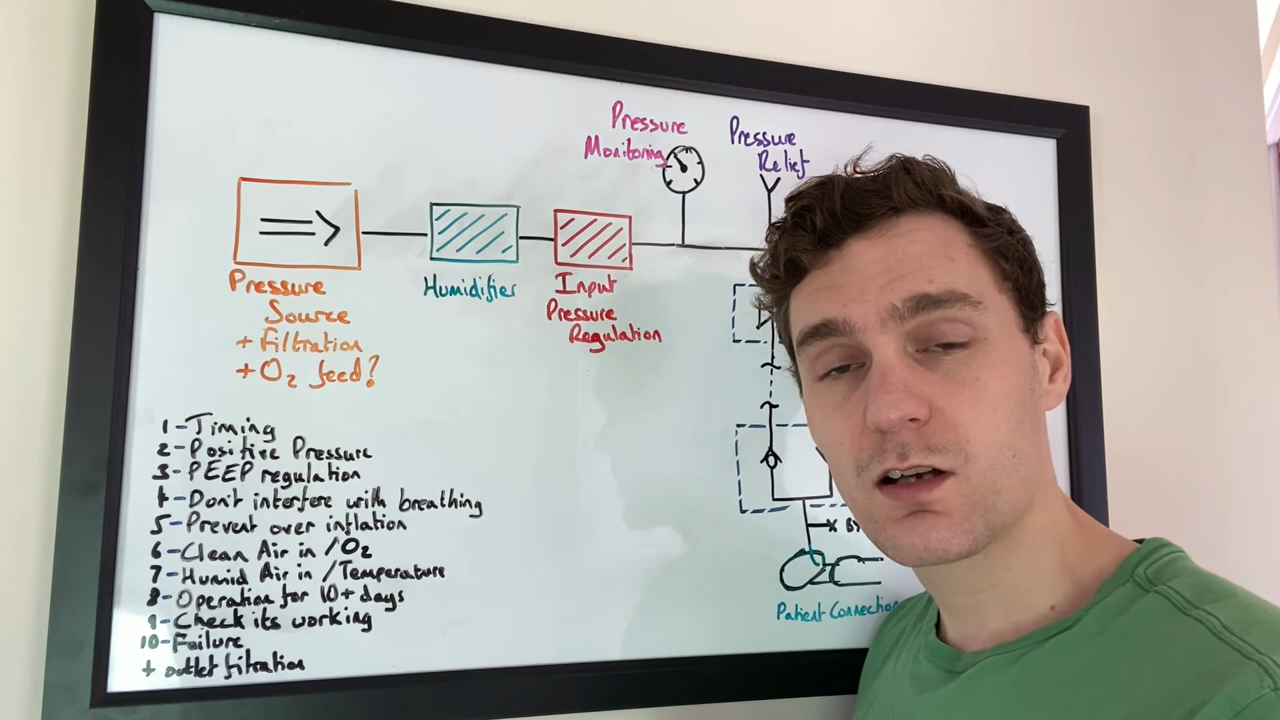 Pressure
Monitoring
Pressure
Relief
Pressure
Source
+ Filtration
+ O2 feed?
Humidifier
Input
Pressure
Regulation
1-Timing
2-Positive Pressure
3-PEEP regulation
4-Don't interfere with breathing
5-Prevent over inflation
6-Clean Air in /O2
7-Humid Air in /Temperature
8-Operation for 10+ days
9-Check its working
10-Failure
+ outlet filtration
Patient Connection